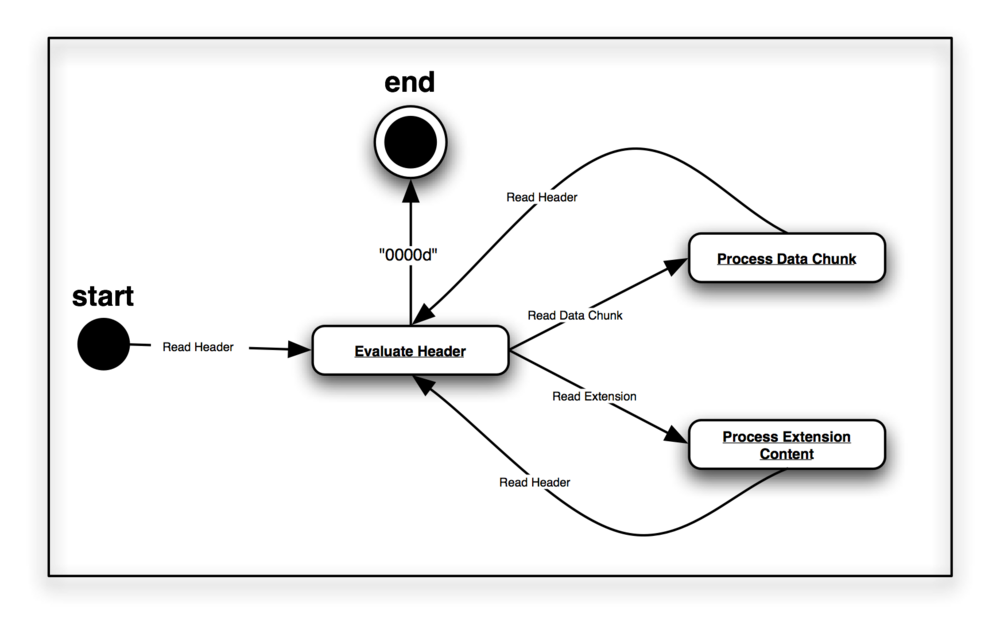 end
Read Header
"0000d"
Process Data Chunk
start
Read Data Chunk
Read Header
Evaluate Header
Read Extension
Process Extension
Content
Read Header